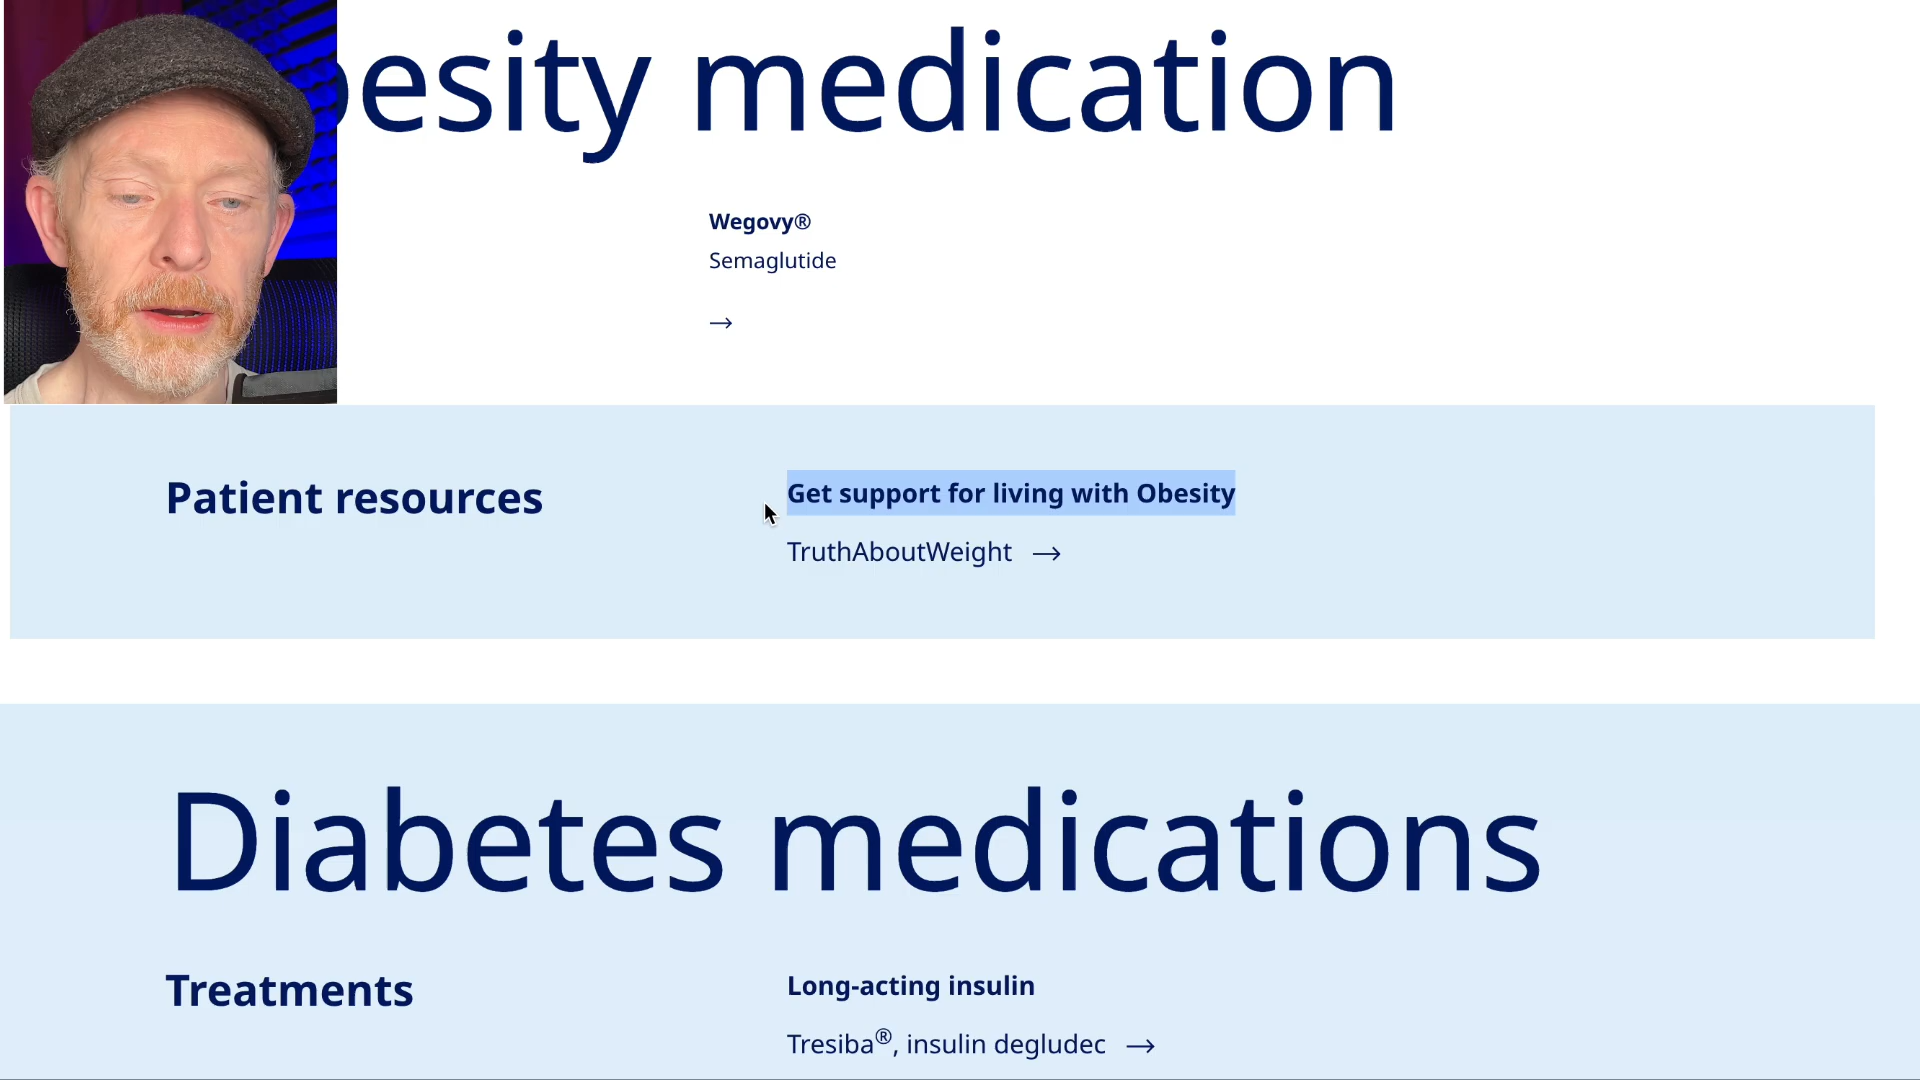 besity medication
Wegovy®
Semaglutide
→
Patient resources
Get support for living with Obesity
TruthAboutWeight →
Diabetes medications
Treatments
Long-acting insulin
Tresiba®, insulin degludec →